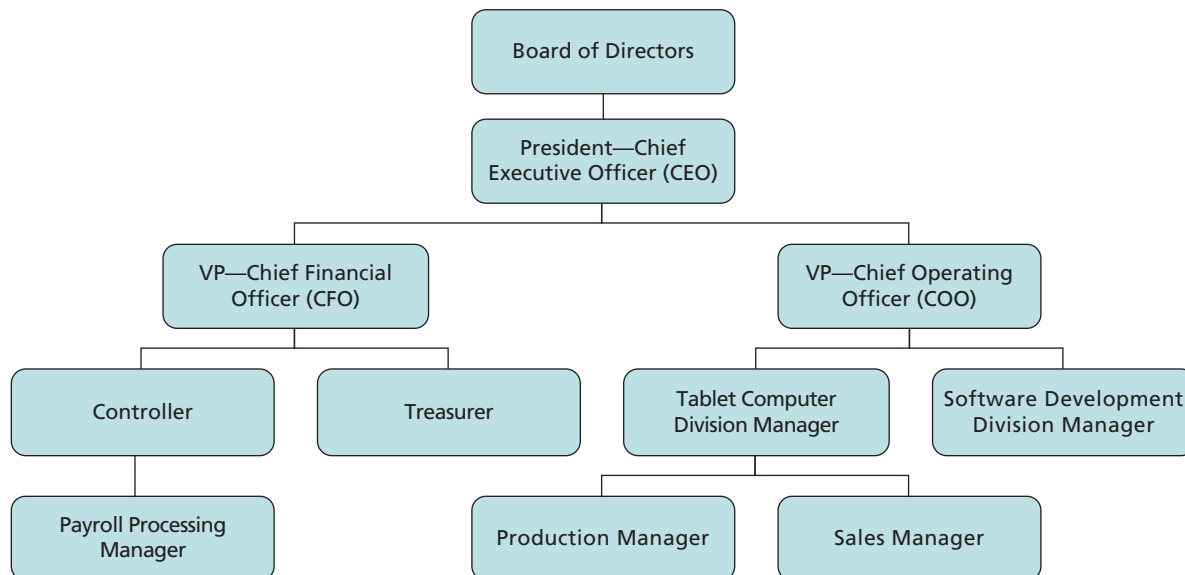 Board of Directors
President—Chief
Executive Officer (CEO)
VP—Chief Financial
Officer (CFO)
VP—Chief Operating
Officer (COO)
Controller
Treasurer
Tablet Computer
Division Manager
Software Development
Division Manager
Payroll Processing
Manager
Production Manager
Sales Manager